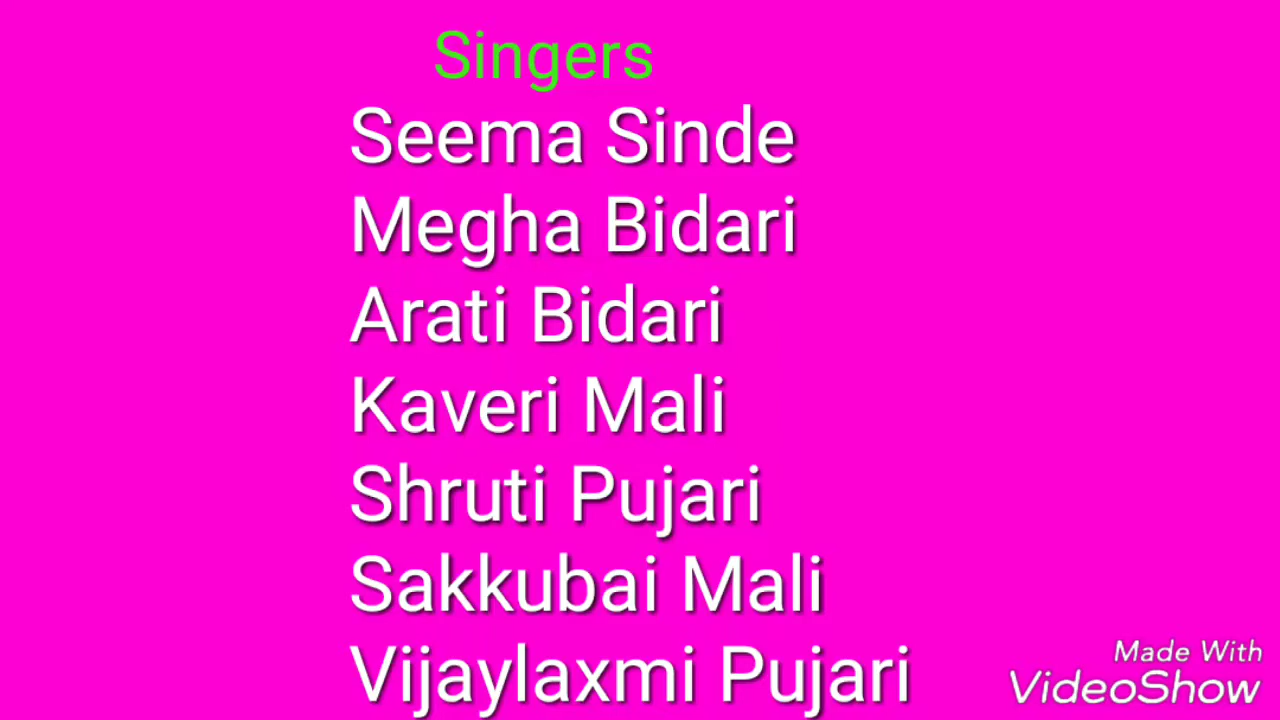 Singers
Seema Sinde
Megha Bidari
Arati Bidari
Kaveri Mali
Shruti Pujari
Sakkubai Mali
Vijaylaxmi Pujari
Made With
VideoShow